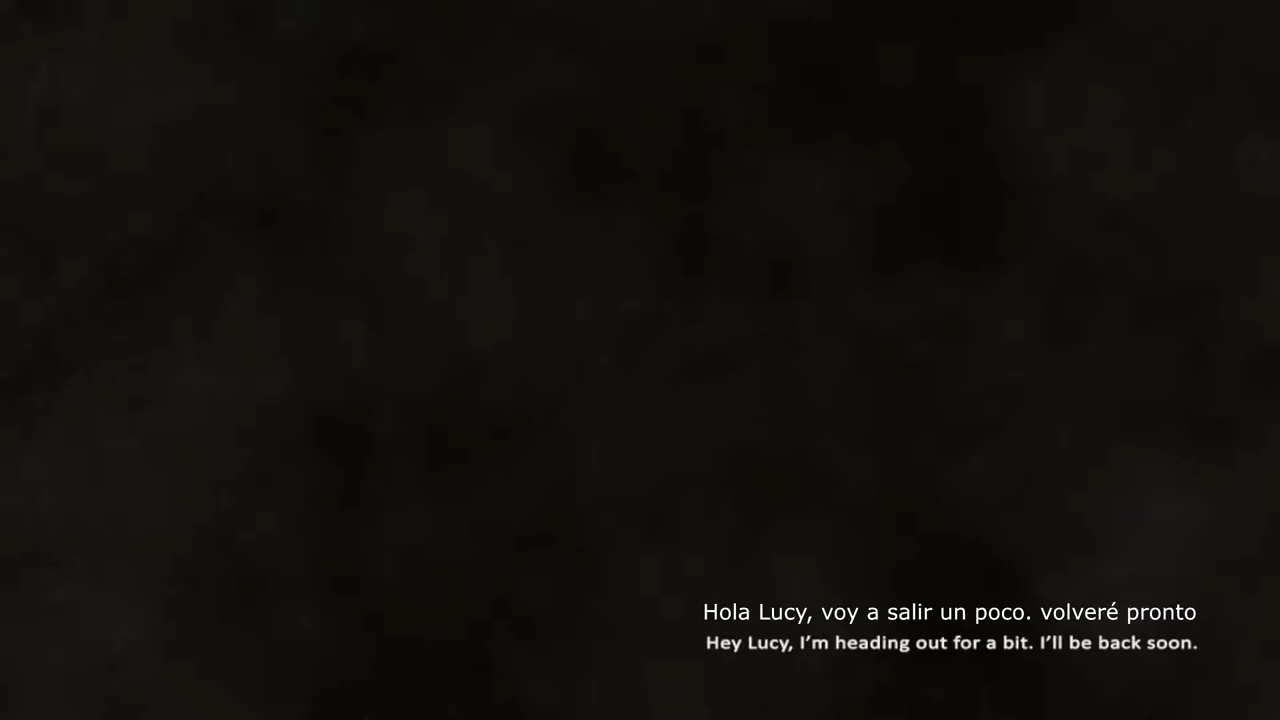 Hola Lucy, voy a salir un poco. volveré pronto
Hey Lucy, I’m heading out for a bit. I’ll be back soon.